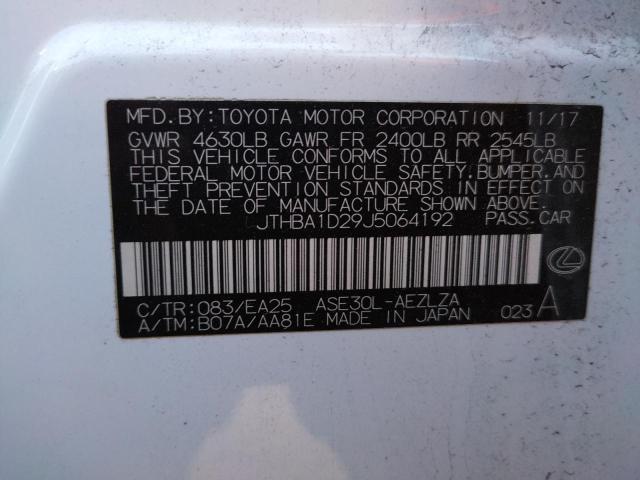 MFD. BY: TOYOTA MOTOR CORPORATION 11/17
GVWR 4630LB GAWR FR 2400LB RR 2545LB
THIS VEHICLE CONFORMS TO ALL APPLICABLE
FEDERAL MOTOR VEHICLE SAFETY, BUMPER, AND
THEFT PREVENTION STANDARDS IN EFFECT ON
THE DATE OF MANUFACTURE SHOWN ABOVE.
JTHBA1D29J5064192 PASS. CAR
C/TR: 083/EA25 ASE30L-AEZLZA
A/TM: B07A/AA81E MADE IN JAPAN 023 A